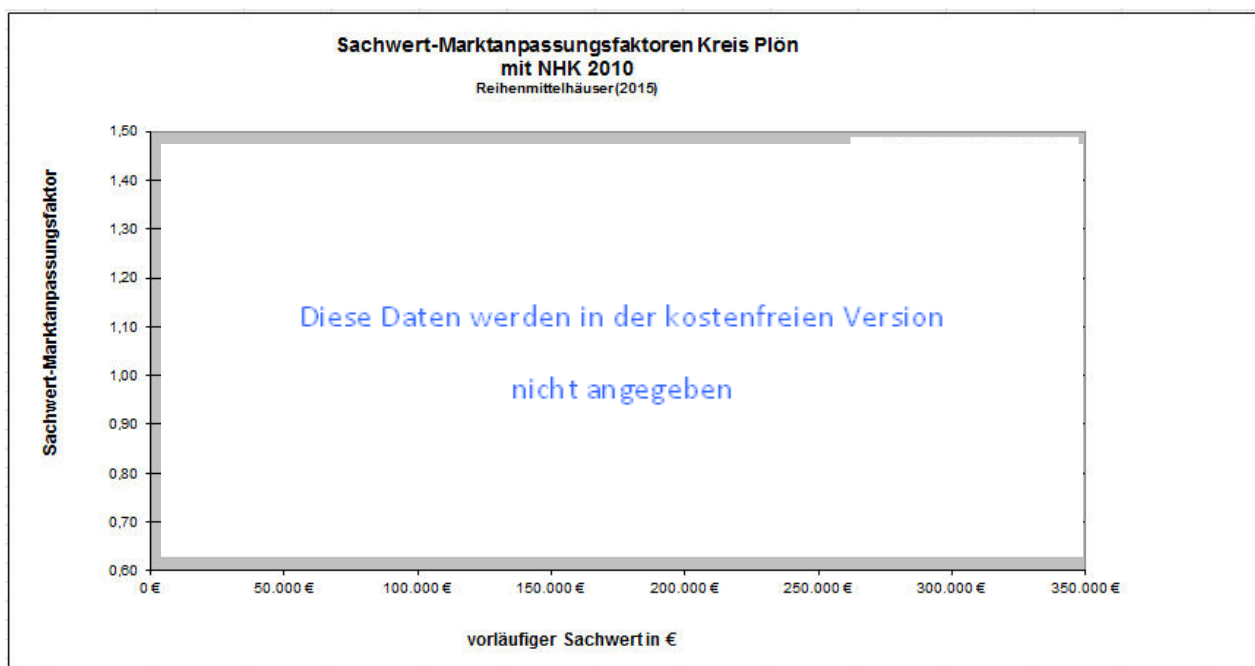 Sachwert-Marktanpassungsfaktoren Kreis Plön
mit NHK 2010
Reihenmittelhäuser (2015)
Sachwert-Marktanpassungsfaktor
1,50
1,40
1,30
1,20
1,10
1,00
0,90
0,80
0,70
0,60
Diese Daten werden in der kostenfreien Version
nicht angegeben
0 € 50.000 € 100.000 € 150.000 € 200.000 € 250.000 € 300.000 € 350.000 €
vorläufiger Sachwert in €